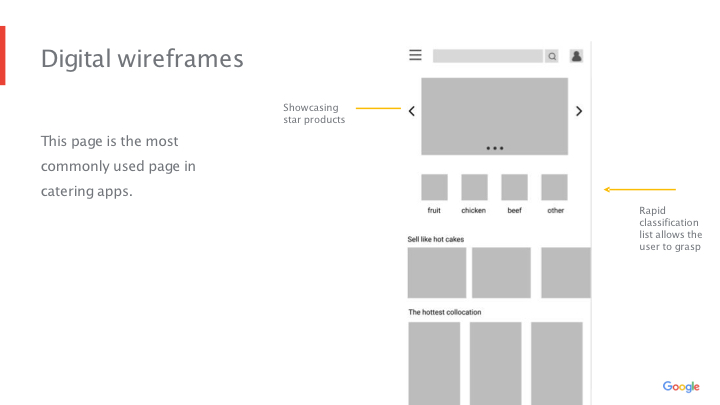 Digital wireframes
This page is the most
commonly used page in
catering apps.
Showcasing
star products
fruit chicken beef other
Sell like hot cakes
The hottest collocation
Rapid
classification
list allows the
user to grasp
Google